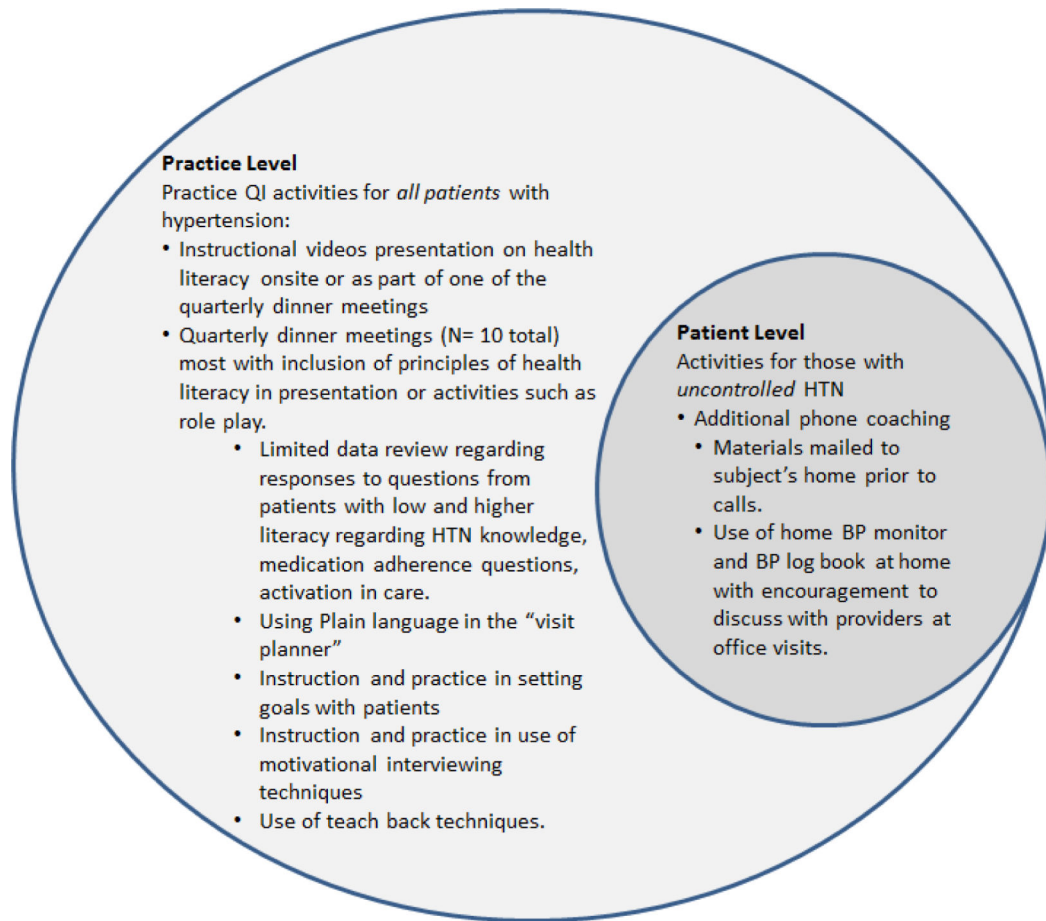 Practice Level
Practice QI activities for all patients with
hypertension:
• Instructional videos presentation on health
literacy onsite or as part of one of the
quarterly dinner meetings
• Quarterly dinner meetings (N= 10 total)
most with inclusion of principles of health
literacy in presentation or activities such as
role play.
• Limited data review regarding
responses to questions from
patients with low and higher
literacy regarding HTN knowledge,
medication adherence questions,
activation in care.
• Using Plain language in the “visit
planner”
• Instruction and practice in setting
goals with patients
• Instruction and practice in use of
motivational interviewing
techniques
• Use of teach back techniques.
Patient Level
Activities for those with
uncontrolled HTN
• Additional phone coaching
• Materials mailed to
subject’s home prior to
calls.
• Use of home BP monitor
and BP log book at home
with encouragement to
discuss with providers at
office visits.